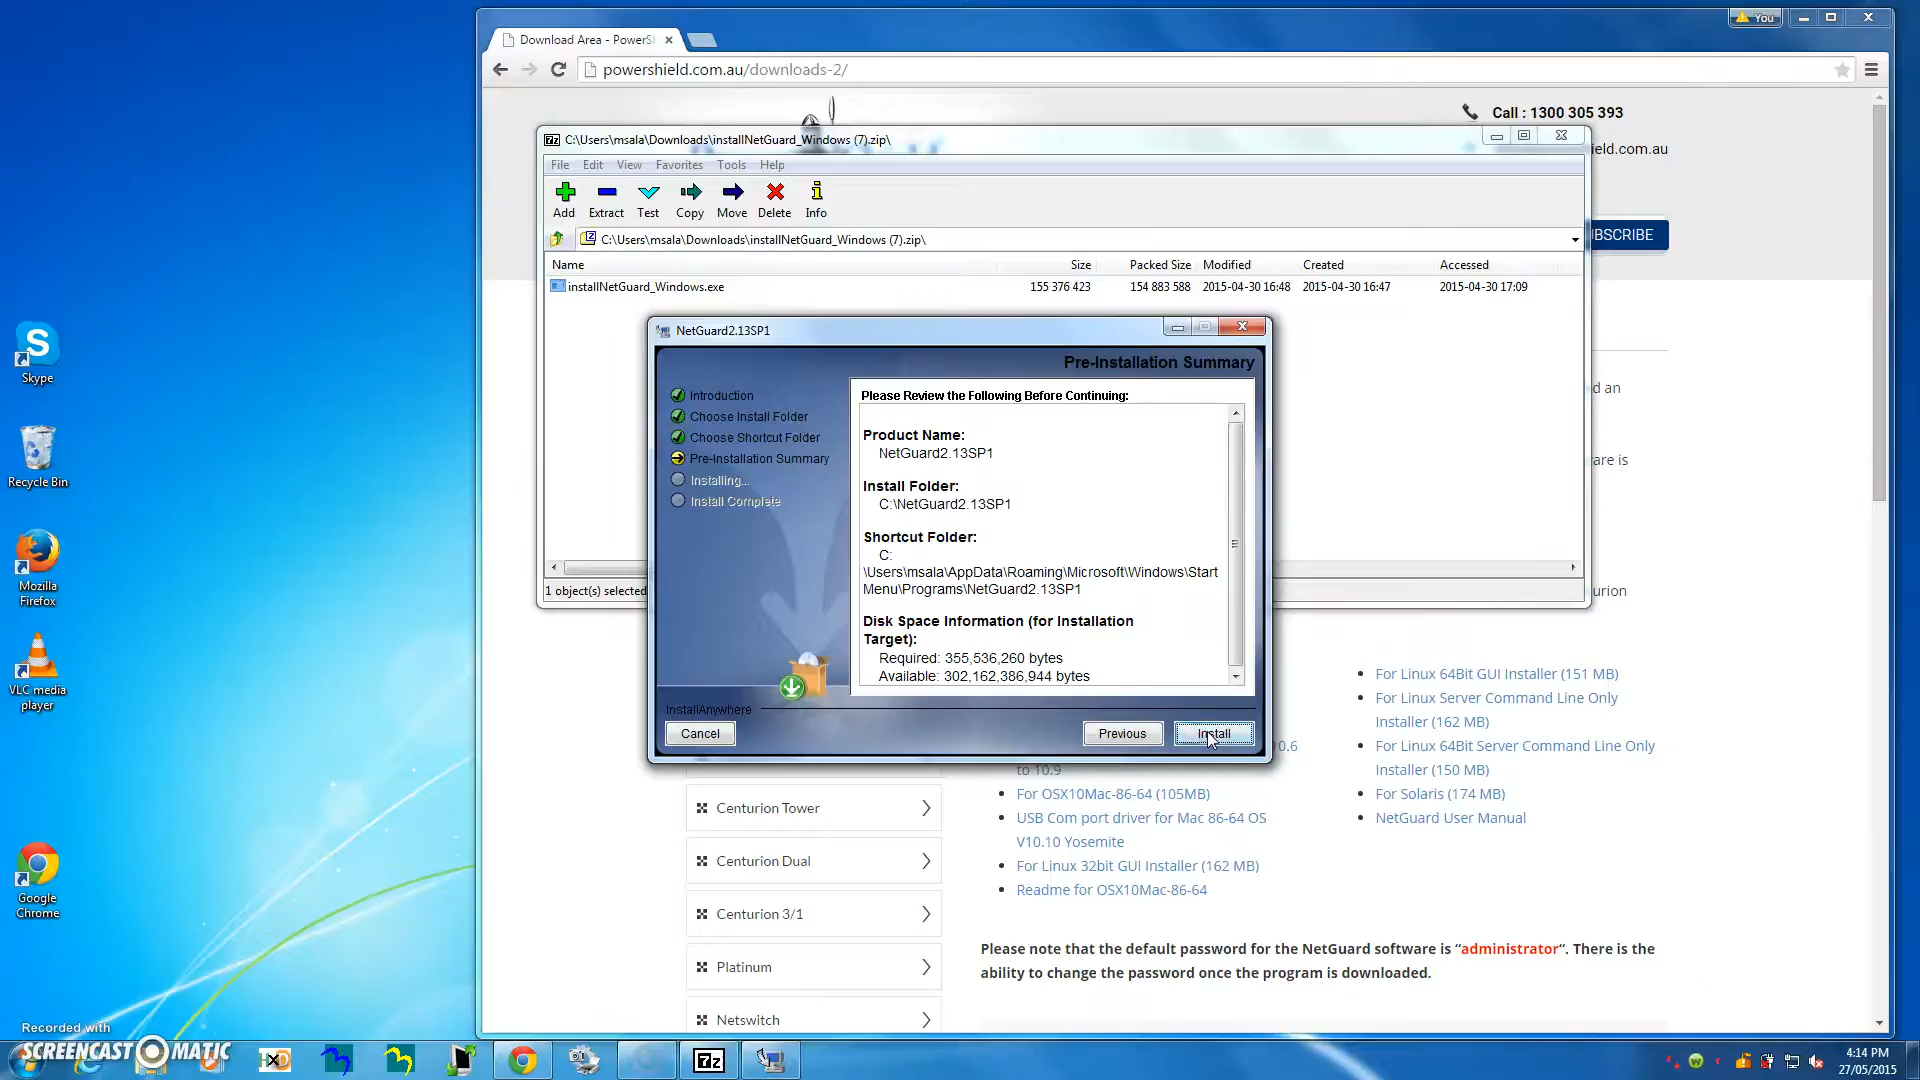 You
Download Area - PowerSh
powershield.com.au/downloads-2/
Call : 1300 305 393
ield.com.au
C:\Users\msala\Downloads\installNetGuard_Windows (7).zip\
File Edit View Favorites Tools Help
Add Extract Test Copy Move Delete Info
C:\Users\msala\Downloads\installNetGuard_Windows (7).zip\
BSCRIBE
Name Size Packed Size Modified Created Accessed
installNetGuard_Windows.exe 155 376 423 154 883 588 2015-04-30 16:48 2015-04-30 16:47 2015-04-30 17:09
1 object(s) selected
NetGuard2.13SP1
Pre-Installation Summary
Introduction
Choose Install Folder
Choose Shortcut Folder
Pre-Installation Summary
Installing...
Install Complete
Please Review the Following Before Continuing:
Product Name:
NetGuard2.13SP1
Install Folder:
C:\NetGuard2.13SP1
Shortcut Folder:
C:
\Users\msala\AppData\Roaming\Microsoft\Windows\Start
Menu\Programs\NetGuard2.13SP1
Disk Space Information (for Installation
Target):
Required: 355,536,260 bytes
Available: 302,162,386,944 bytes
InstallAnywhere
Cancel
Previous
Install
d an
are is
urion
Centurion Tower
Centurion Dual
Centurion 3/1
Platinum
Netswitch
10.6
to 10.9
For OSX10Mac-86-64 (105MB)
USB Com port driver for Mac 86-64 OS
V10.10 Yosemite
For Linux 32bit GUI Installer (162 MB)
Readme for OSX10Mac-86-64
For Linux 64Bit GUI Installer (151 MB)
For Linux Server Command Line Only
Installer (162 MB)
For Linux 64Bit Server Command Line Only
Installer (150 MB)
For Solaris (174 MB)
NetGuard User Manual
Please note that the default password for the NetGuard software is “administrator“. There is the
ability to change the password once the program is downloaded.
Skype
Recycle Bin
Mozilla
Firefox
VLC media
player
Google
Chrome
Recorded with
SCREENCAST MATIC
7z
4:14 PM
27/05/2015